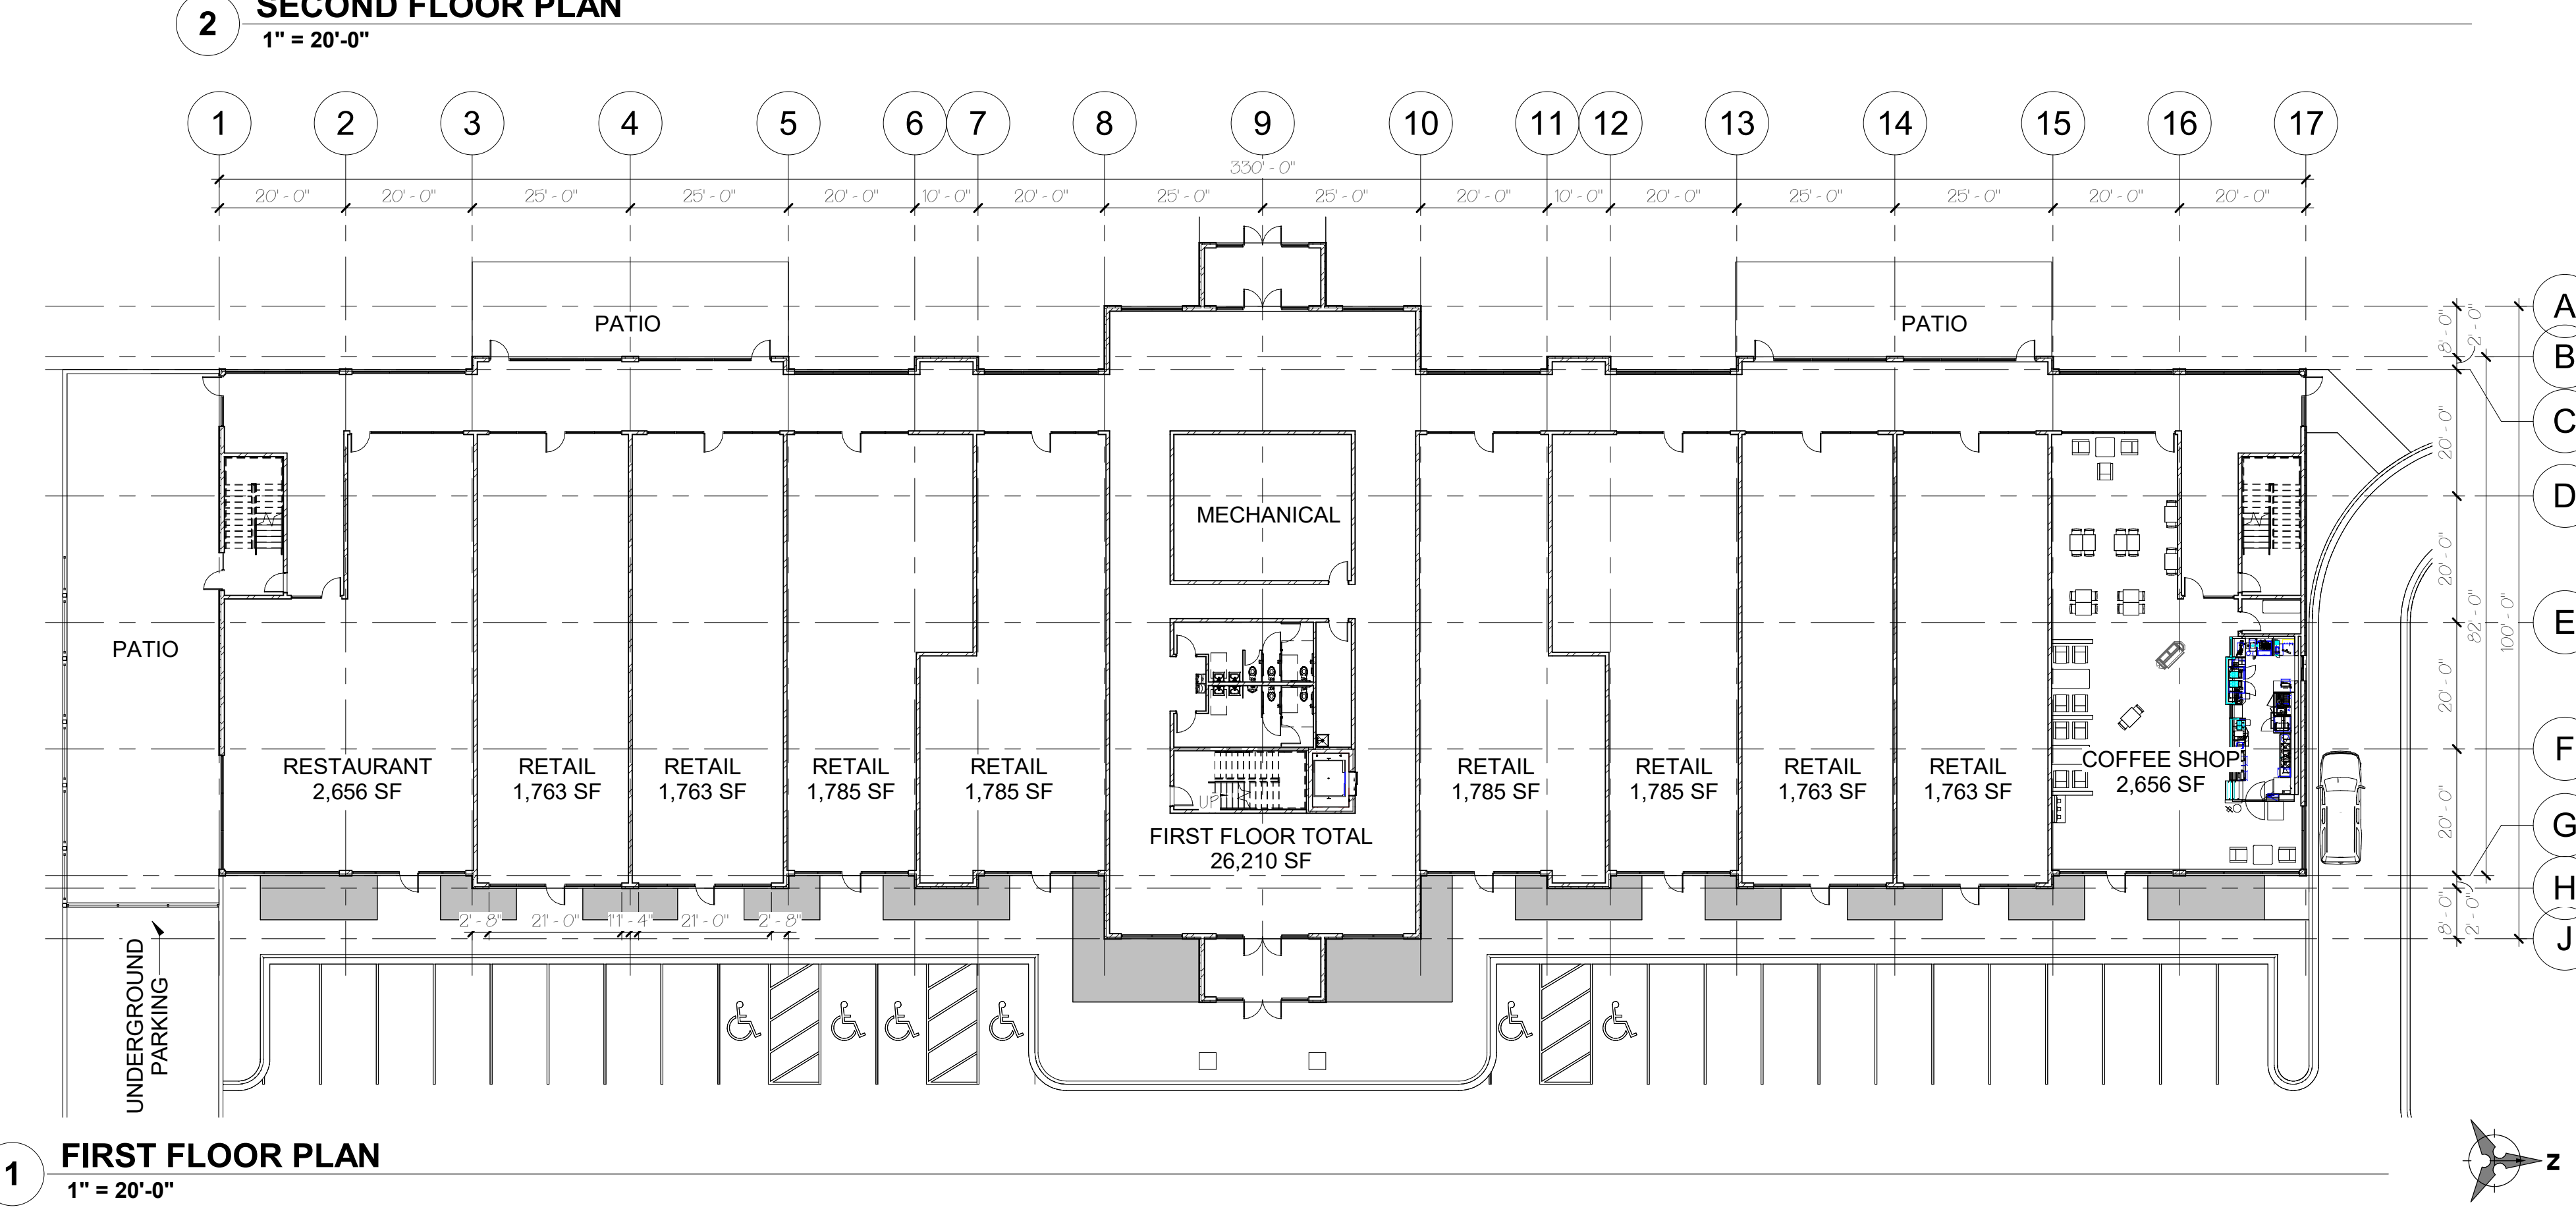 2 SECOND FLOOR PLAN
1" = 20'-0"
1 2 3 4 5 6 7 8 9 10 11 12 13 14 15 16 17
330' - 0"
20' - 0" 20' - 0" 25' - 0" 25' - 0" 20' - 0" 10' - 0" 20' - 0" 25' - 0" 25' - 0" 20' - 0" 10' - 0" 20' - 0" 25' - 0" 25' - 0" 20' - 0" 20' - 0"
A
B
C
D
E
F
G
H
J
8' - 0"
2' - 0"
20' - 0"
20' - 0"
20' - 0"
20' - 0"
8' - 0"
2' - 0"
82' - 0"
100' - 0"
PATIO
PATIO
MECHANICAL
PATIO
RESTAURANT
2,656 SF
RETAIL
1,763 SF
RETAIL
1,763 SF
RETAIL
1,785 SF
RETAIL
1,785 SF
UP
FIRST FLOOR TOTAL
26,210 SF
RETAIL
1,785 SF
RETAIL
1,785 SF
RETAIL
1,763 SF
RETAIL
1,763 SF
COFFEE SHOP
2,656 SF
2' - 8" 21' - 0" 1'1' - 4" 21' - 0" 2' - 8"
UNDERGROUND
PARKING
1 FIRST FLOOR PLAN
1" = 20'-0"
Z